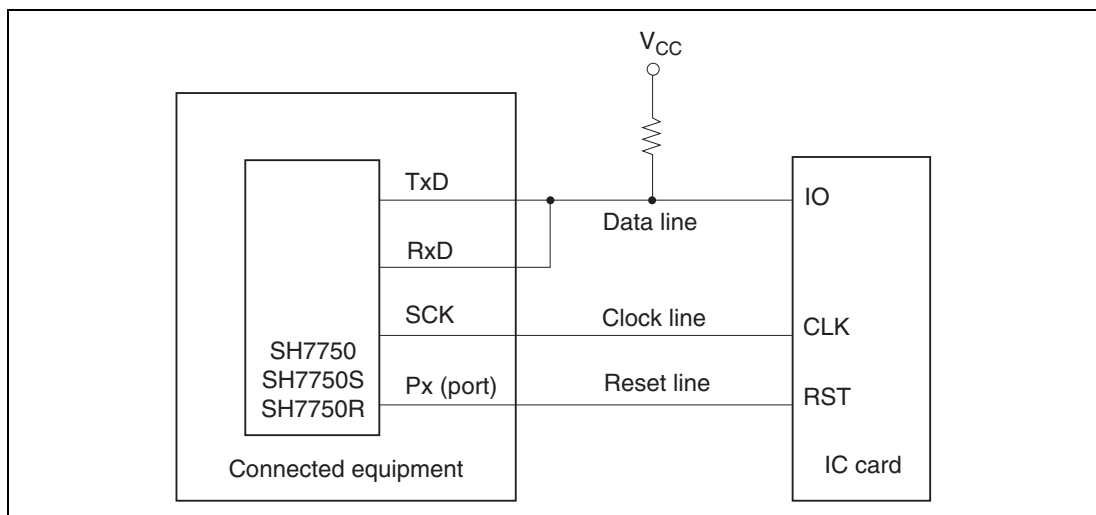 VCC
TxD
IO
Data line
RxD
SCK
Clock line
CLK
SH7750
SH7750S
SH7750R
Px (port)
Reset line
RST
Connected equipment
IC card